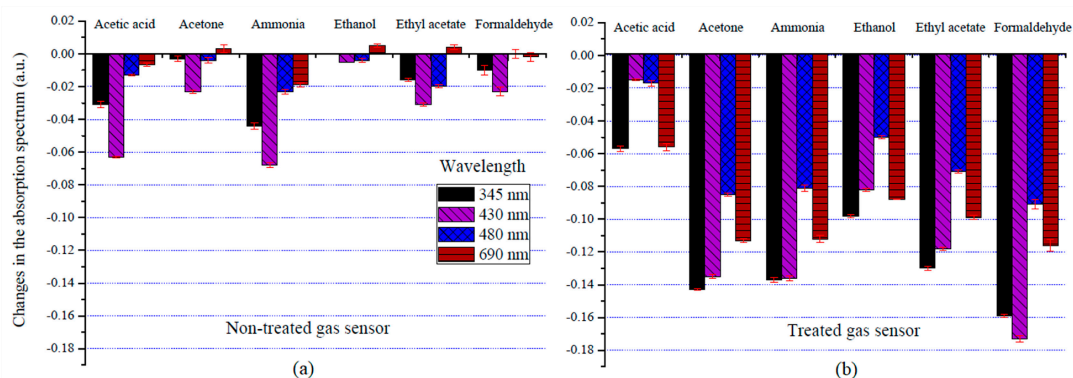 Changes in the absorption spectrum (a.u.)
0.02
0.00
-0.02
-0.04
-0.06
-0.08
-0.10
-0.12
-0.14
-0.16
-0.18
Acetic acid
Acetone
Ammonia
Ethanol
Ethyl acetate
Formaldehyde
Wavelength
345 nm
430 nm
480 nm
690 nm
Non-treated gas sensor
(a)
0.02
0.00
-0.02
-0.04
-0.06
-0.08
-0.10
-0.12
-0.14
-0.16
-0.18
Acetic acid
Acetone
Ammonia
Ethanol
Ethyl acetate
Formaldehyde
Treated gas sensor
(b)